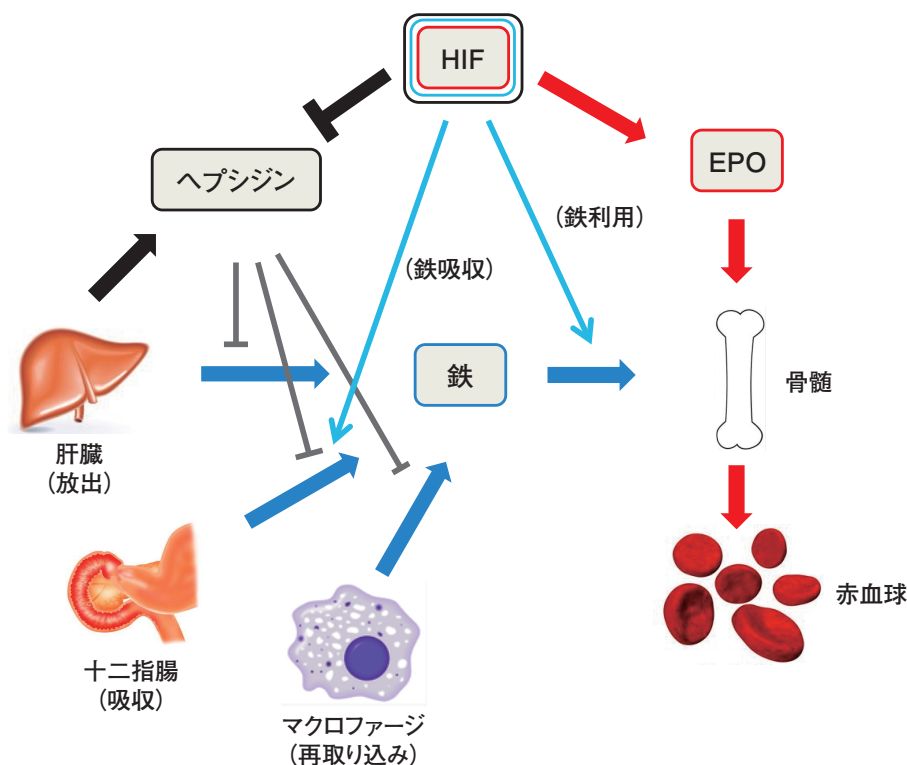 HIF
EPO
ヘプシジン
(鉄利用)
(鉄吸収)
鉄
骨髄
肝臓
(放出)
赤血球
十二指腸
(吸収)
マクロファージ
(再取り込み)